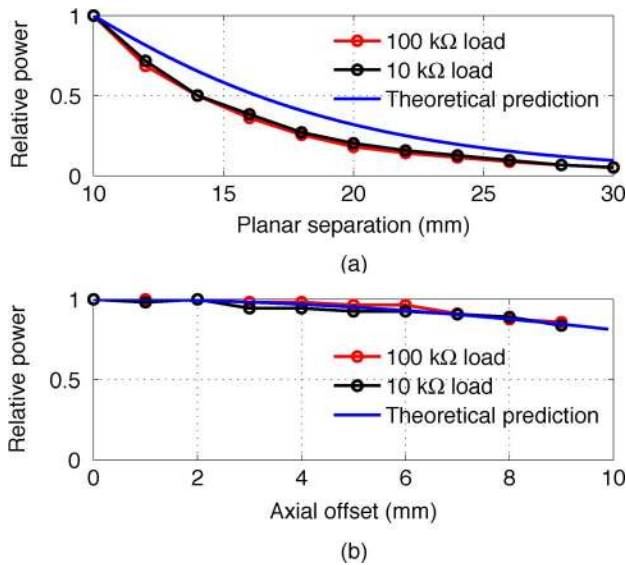 1
0.5
0
Relative power
100 kΩ load
10 kΩ load
Theoretical prediction
10 15 20 25 30
Planar separation (mm)
(a)
1
0.5
0
Relative power
100 kΩ load
10 kΩ load
Theoretical prediction
0 2 4 6 8 10
Axial offset (mm)
(b)